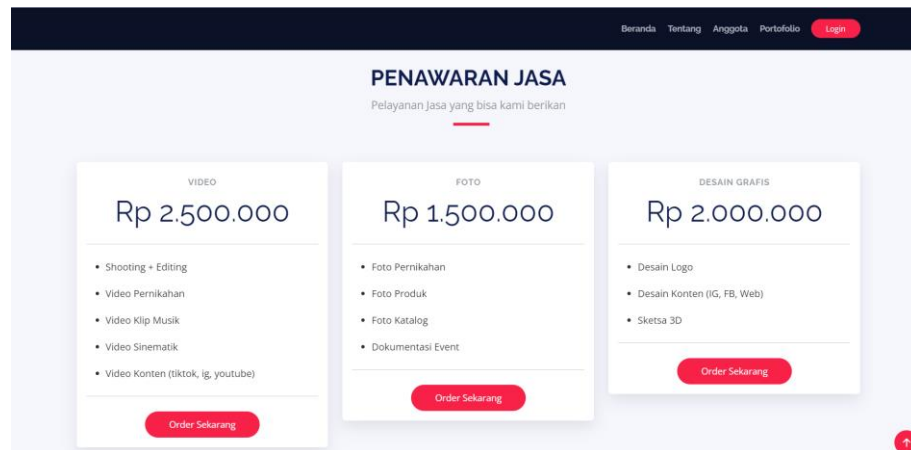 Beranda Tentang Anggota Portofolio Login
PENAWARAN JASA
Pelayanan Jasa yang bisa kami berikan
VIDEO
Rp 2.500.000
Shooting + Editing
Video Pernikahan
Video Klip Musik
Video Sinematik
Video Konten (tiktok, ig, youtube)
Order Sekarang
FOTO
Rp 1.500.000
Foto Pernikahan
Foto Produk
Foto Katalog
Dokumentasi Event
Order Sekarang
DESAIN GRAFIS
Rp 2.000.000
Desain Logo
Desain Konten (IG, FB, Web)
Sketsa 3D
Order Sekarang